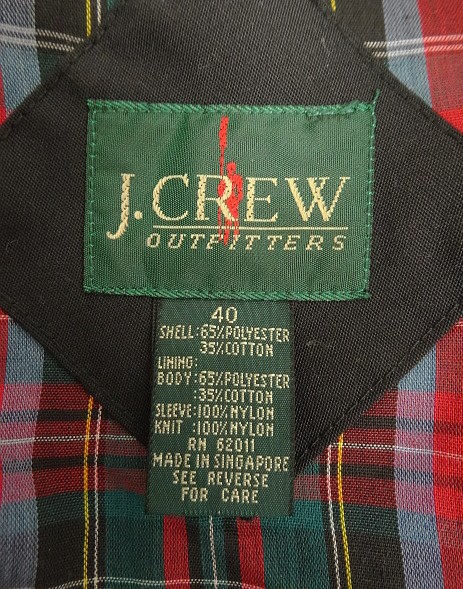 J.CREW
OUTFITTERS
40
SHELL:65%POLYESTER
35%COTTON
LINING:
BODY:65%POLYESTER
:35%COTTON
SLEEVE:100%NYLON
KNIT :100%NYLON
RN 62011
MADE IN SINGAPORE
SEE REVERSE
FOR CARE